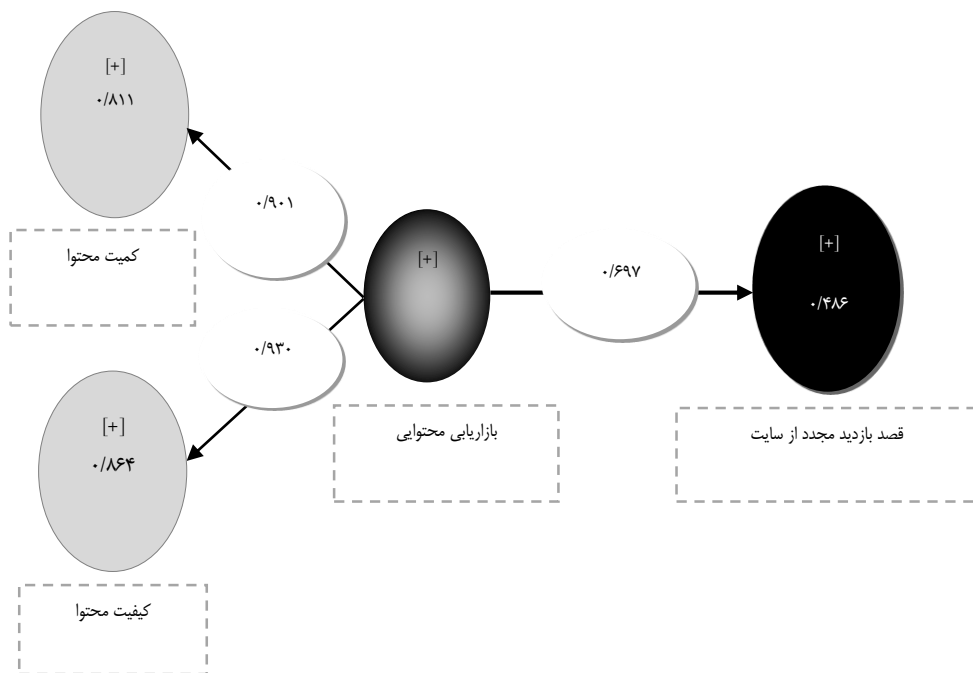 [+]
۰/۸۱۱
۰/۹۰۱
کمیت محتوا
[+]
۰/۶۹۷
[+]
۰/۴۸۶
۰/۹۳۰
[+]
۰/۸۶۴
بازاریابی محتوایی
قصد بازدید مجدد از سایت
کیفیت محتوا